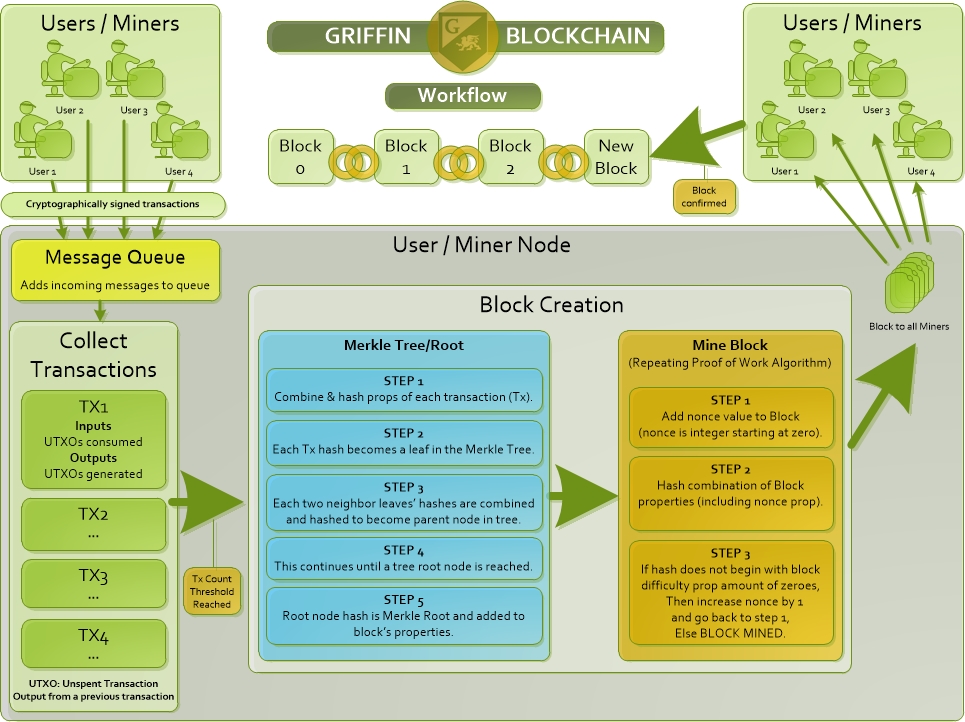 Users / Miners
User 2
User 3
User 1
User 4
Cryptographically signed transactions
GRIFFIN
G
BLOCKCHAIN
Workflow
Block
0
Block
1
Block
2
New
Block
Block
confirmed
Users / Miners
User 2
User 3
User 1
User 4
User / Miner Node
Message Queue
Adds incoming messages to queue
Block to all Miners
Collect
Transactions
TX1
Inputs
UTXOs consumed
Outputs
UTXOs generated
TX2
...
TX3
...
TX4
...
UTXO: Unspent Transaction
Output from a previous transaction
Tx Count
Threshold
Reached
Block Creation
Merkle Tree/Root
STEP 1
Combine & hash props of each transaction (Tx).
STEP 2
Each Tx hash becomes a leaf in the Merkle Tree.
STEP 3
Each two neighbor leaves' hashes are combined
and hashed to become parent node in tree.
STEP 4
This continues until a tree root node is reached.
STEP 5
Root node hash is Merkle Root and added to
block's properties.
Mine Block
(Repeating Proof of Work Algorithm)
STEP 1
Add nonce value to Block
(nonce is integer starting at zero).
STEP 2
Hash combination of Block
properties (including nonce prop).
STEP 3
If hash does not begin with block
difficulty prop amount of zeroes,
Then increase nonce by 1
and go back to step 1,
Else BLOCK MINED.